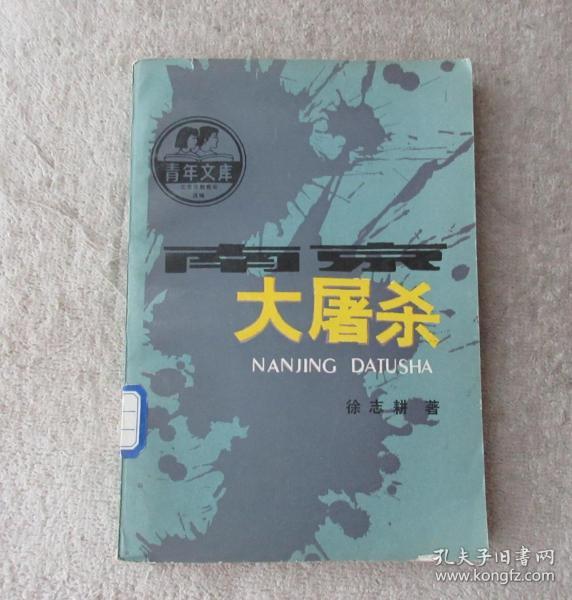 青年文库
南京
大屠杀
NANJING DATUSHA
徐志耕 著
孔夫子旧书网
www.kongfz.com